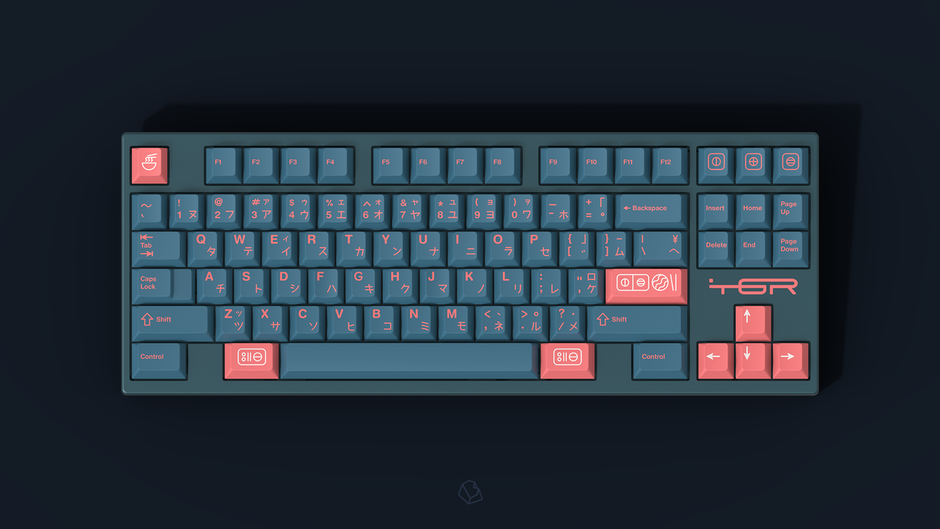 F1 F2 F3 F4 F5 F6 F7 F8 F9 F10 F11 F12
~ ! # ァ $ ゥ % ェ ^ ォ & ャ * ュ ( ョ ) ヲ — + 『
` 1 ヌ @ 2 フ 3 ア 4 ウ 5 エ 6 オ 7 ヤ 8 ユ 9 ヨ 0 ワ - ホ = 。 ← Backspace Insert Home Page Up
Tab Q タ W テ E ィ イ R ス T カ Y ン U ナ I ニ O ラ P セ { 「 [ } ] ム | \ ¥ ヘ Delete End Page Down
Caps Lock A チ S ト D シ F ハ G キ H ク J マ K ノ L リ : ; レ " ロ ' ケ TGR
⇧ Shift Z ッ ツ X サ C ソ V ヒ B コ N ミ M モ < 、 , ネ > 。 . ル ? ・ / メ ⇧ Shift ↑
Control Control ← ↓ →